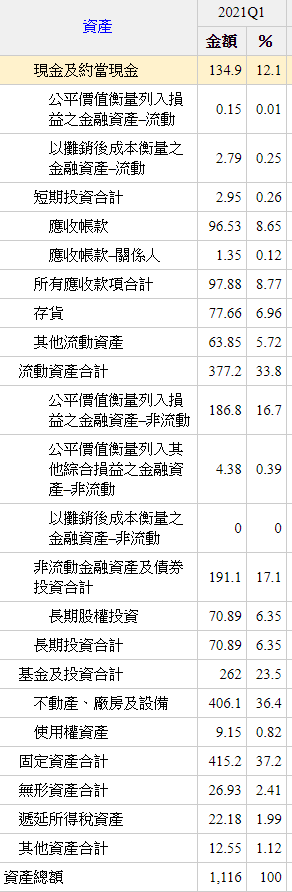 資產 2021Q1
金額 %
現金及約當現金 134.9 12.1
公平價值衡量列入損
益之金融資產–流動 0.15 0.01
以攤銷後成本衡量之
金融資產–流動 2.79 0.25
短期投資合計 2.95 0.26
應收帳款 96.53 8.65
應收帳款–關係人 1.35 0.12
所有應收款項合計 97.88 8.77
存貨 77.66 6.96
其他流動資產 63.85 5.72
流動資產合計 377.2 33.8
公平價值衡量列入損
益之金融資產–非流動 186.8 16.7
公平價值衡量列入其
他綜合損益之金融資 4.38 0.39
產–非流動
以攤銷後成本衡量之
金融資產–非流動 0 0
非流動金融資產及債券
投資合計 191.1 17.1
長期股權投資 70.89 6.35
長期投資合計 70.89 6.35
基金及投資合計 262 23.5
不動產、廠房及設備 406.1 36.4
使用權資產 9.15 0.82
固定資產合計 415.2 37.2
無形資產合計 26.93 2.41
遞延所得稅資產 22.18 1.99
其他資產合計 12.55 1.12
資產總額 1,116 100